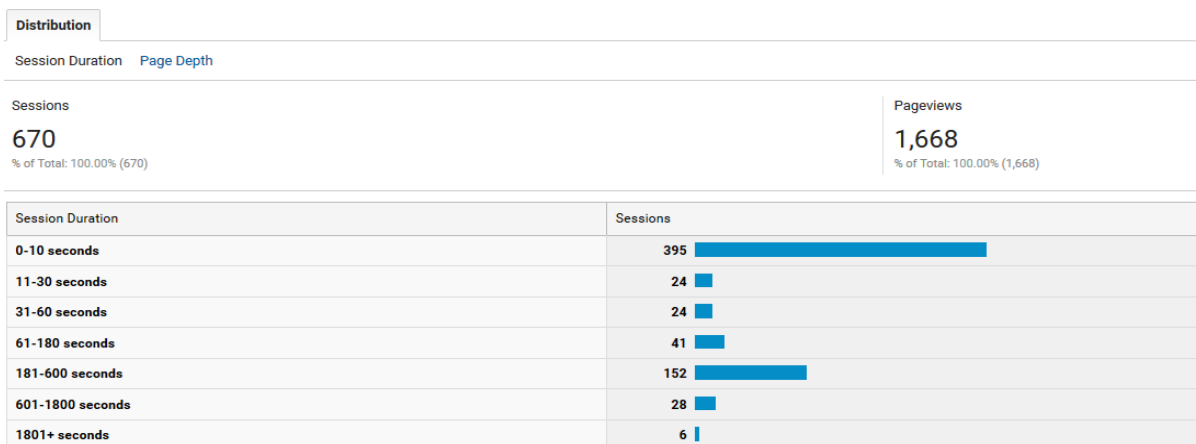 Distribution
Session Duration Page Depth
Sessions Pageviews
670 1,668
% of Total: 100.00% (670) % of Total: 100.00% (1,668)
Session Duration Sessions
0-10 seconds 395
11-30 seconds 24
31-60 seconds 24
61-180 seconds 41
181-600 seconds 152
601-1800 seconds 28
1801+ seconds 6